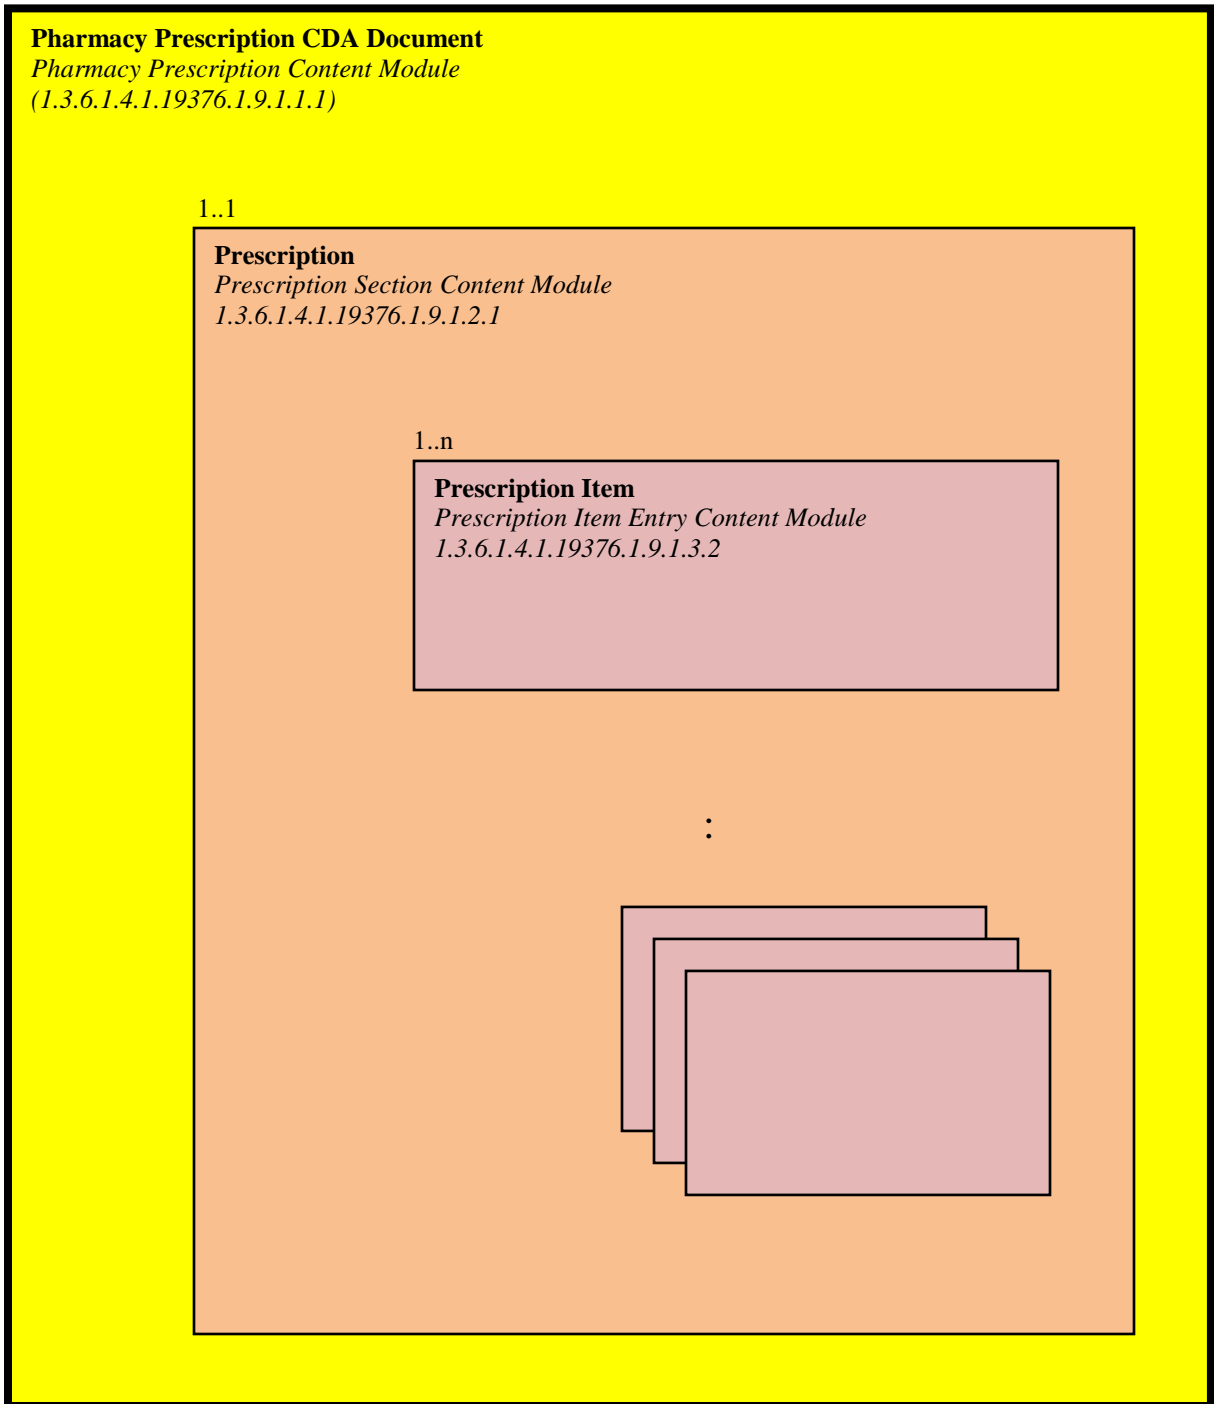 Pharmacy Prescription CDA Document
Pharmacy Prescription Content Module
(1.3.6.1.4.1.19376.1.9.1.1.1)
1..1
Prescription
Prescription Section Content Module
1.3.6.1.4.1.19376.1.9.1.2.1
1..n
Prescription Item
Prescription Item Entry Content Module
1.3.6.1.4.1.19376.1.9.1.3.2
: